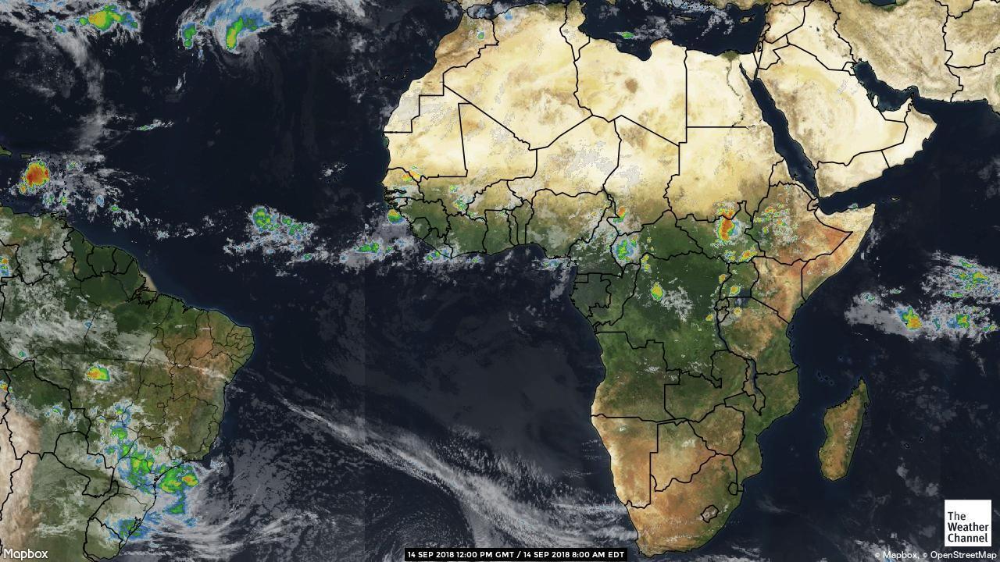 The
Weather
Channel
Mapbox
14 SEP 2018 12:00 PM GMT / 14 SEP 2018 8:00 AM EDT
© Mapbox, © OpenStreetMap